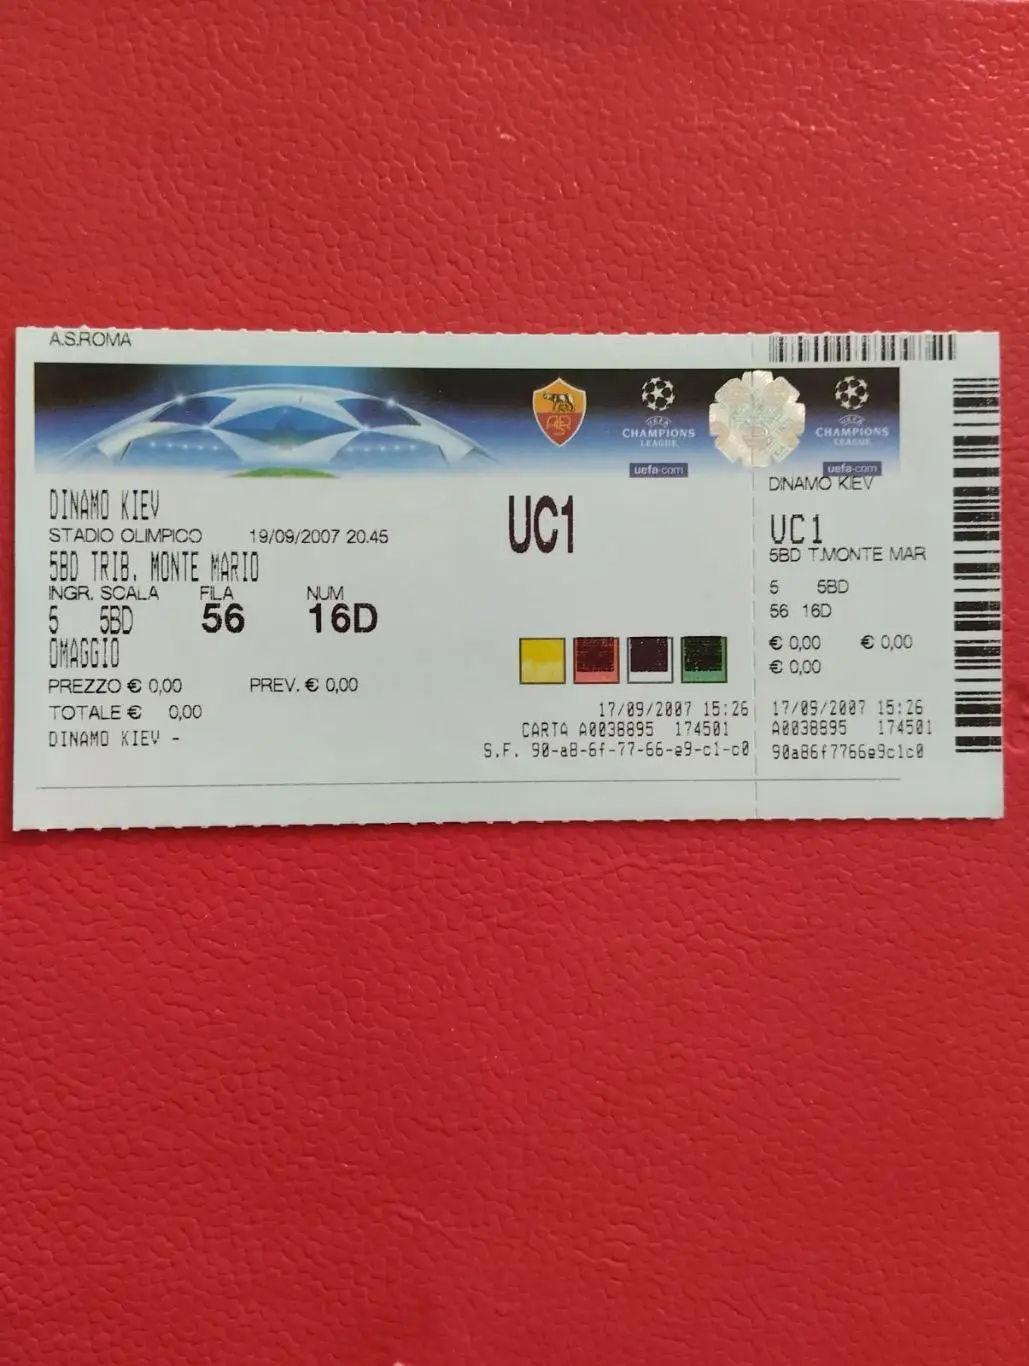 A.S.ROMA
UEFA
CHAMPIONS
LEAGUE
uefa.com
UEFA
CHAMPIONS
LEAGUE
uefa.com
DINAMO KIEV
STADIO OLIMPICO 19/09/2007 20.45
5BD TRIB. MONTE MARIO
INGR. SCALA FILA NUM
5 5BD 56 16D
OMAGGIO
PREZZO € 0,00 PREV. € 0,00
TOTALE € 0,00
DINAMO KIEV -
UC1
17/09/2007 15:26
CARTA A0038895 174501
S.F. 90-a8-6f-77-66-e9-c1-c0
DINAMO KIEV
UC1
5BD T.MONTE MAR
5 5BD
56 16D
€ 0,00 € 0,00
€ 0,00
17/09/2007 15:26
A0038895 174501
90a86f7766e9c1c0